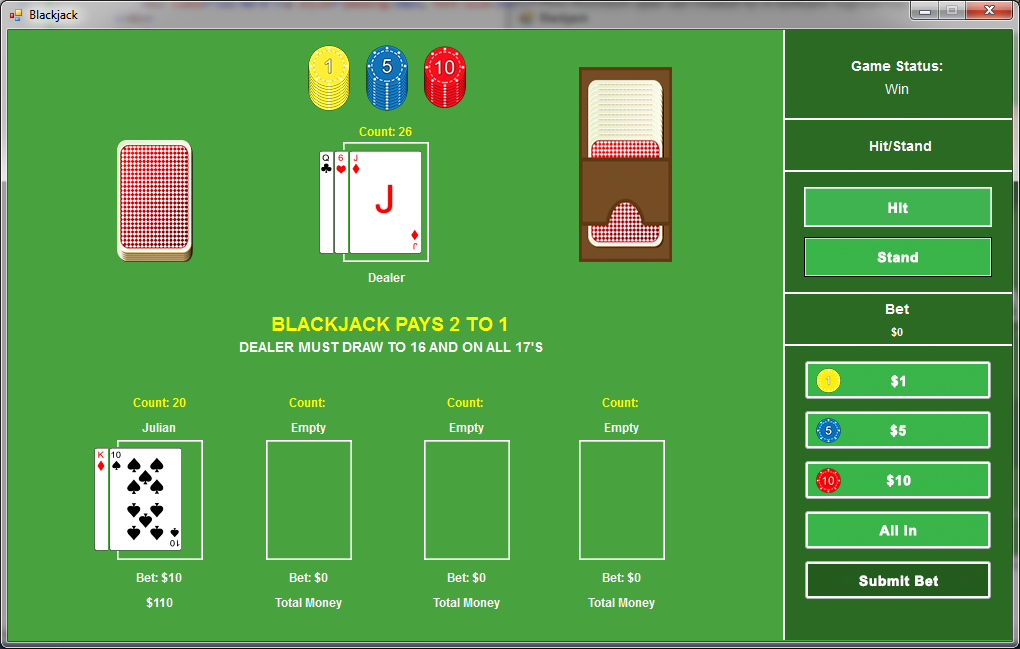 Blackjack
1 5 10
Count: 26
Q 6 J
J
J
Dealer
BLACKJACK PAYS 2 TO 1
DEALER MUST DRAW TO 16 AND ON ALL 17'S
Count: 20 Count: Count: Count:
Julian Empty Empty Empty
K 10
10
Bet: $10 Bet: $0 Bet: $0 Bet: $0
$110 Total Money Total Money Total Money
Game Status:
Win
Hit/Stand
Hit
Stand
Bet
$0
1 $1
5 $5
10 $10
All In
Submit Bet